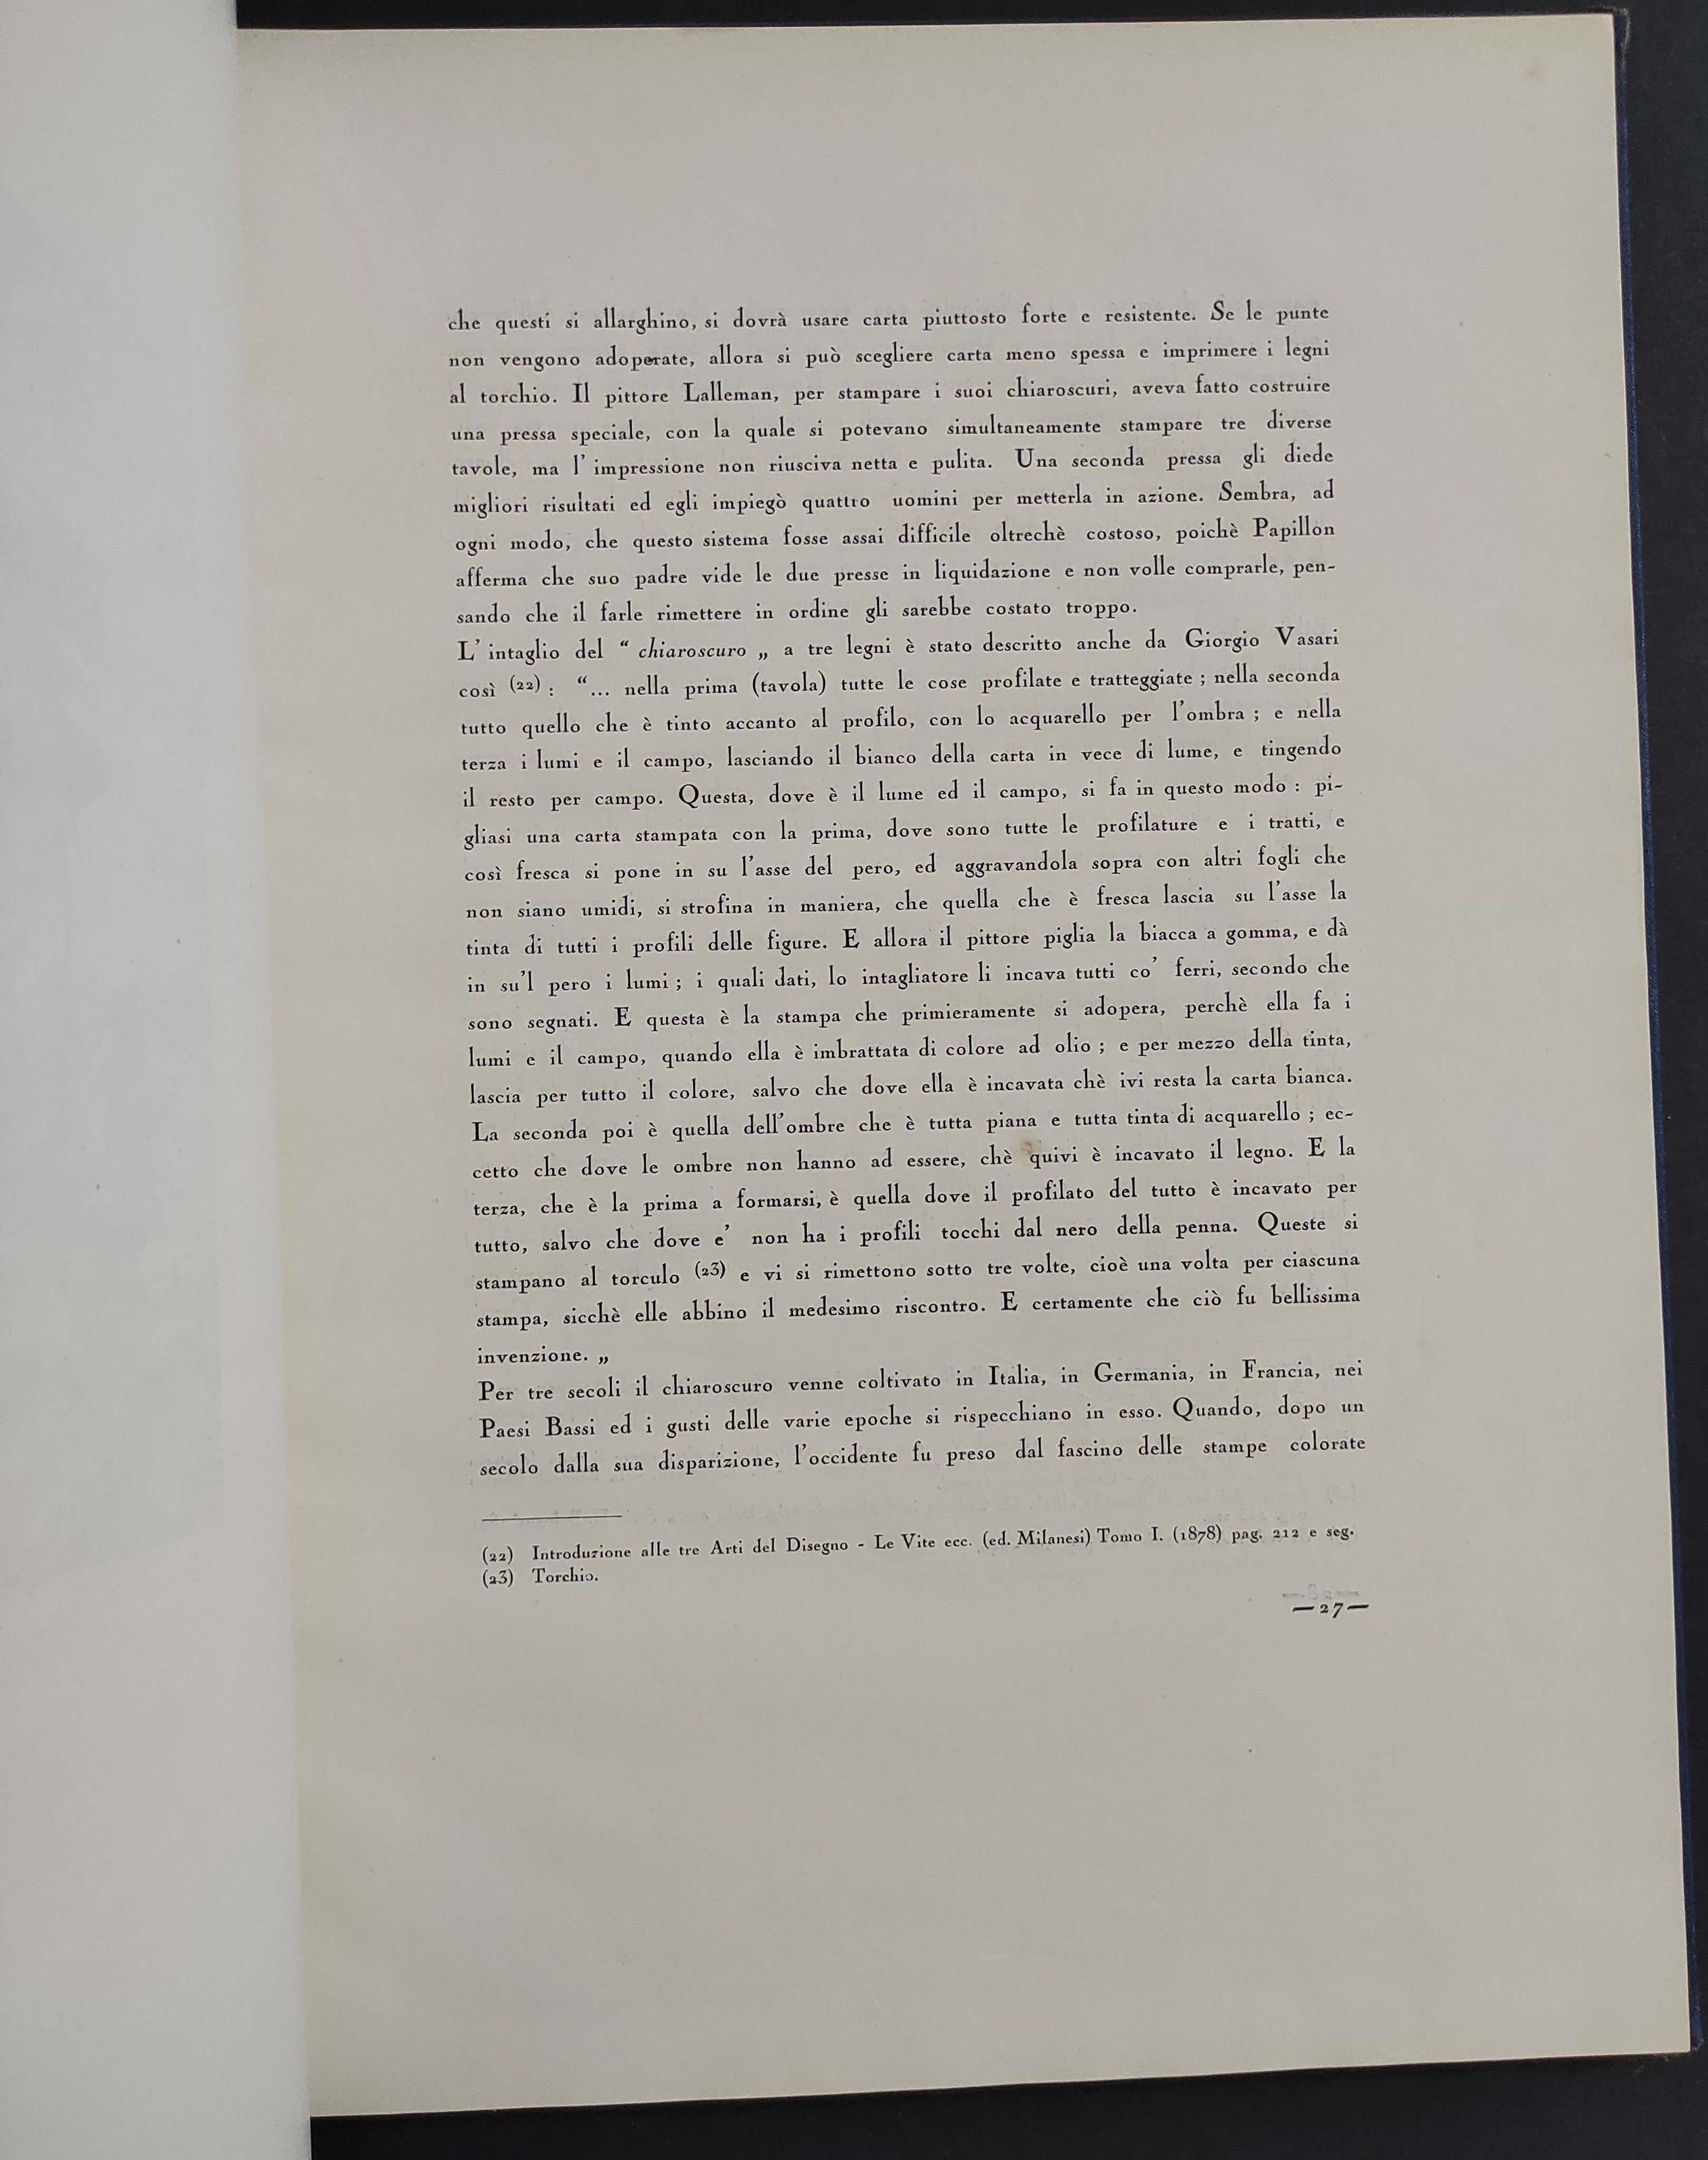 che questi si allarghino, si dovrà usare carta piuttosto forte e resistente. Se le punte
non vengono adoperate, allora si può scegliere carta meno spessa e imprimere i legni
al torchio. Il pittore Lalleman, per stampare i suoi chiaroscuri, aveva fatto costruire
una pressa speciale, con la quale si potevano simultaneamente stampare tre diverse
tavole, ma l' impressione non riusciva netta e pulita. Una seconda pressa gli diede
migliori risultati ed egli impiegò quattro uomini per metterla in azione. Sembra, ad
ogni modo, che questo sistema fosse assai difficile oltrechè costoso, poichè Papillon
afferma che suo padre vide le due presse in liquidazione e non volle comprarle, pen-
sando che il farle rimettere in ordine gli sarebbe costato troppo.
L' intaglio del “ chiaroscuro „ a tre legni è stato descritto anche da Giorgio Vasari
così (22) : “... nella prima (tavola) tutte le cose profilate e tratteggiate ; nella seconda
tutto quello che è tinto accanto al profilo, con lo acquarello per l'ombra ; e nella
terza i lumi e il campo, lasciando il bianco della carta in vece di lume, e tingendo
il resto per campo. Questa, dove è il lume ed il campo, si fa in questo modo : pi-
gliasi una carta stampata con la prima, dove sono tutte le profilature e i tratti, e
così fresca si pone in su l'asse del pero, ed aggravandola sopra con altri fogli che
non siano umidi, si strofina in maniera, che quella che è fresca lascia su l'asse la
tinta di tutti i profili delle figure. E allora il pittore piglia la biacca a gomma, e dà
in su'l pero i lumi ; i quali dati, lo intagliatore li incava tutti co' ferri, secondo che
sono segnati. E questa è la stampa che primieramente si adopera, perchè ella fa i
lumi e il campo, quando ella è imbrattata di colore ad olio ; e per mezzo della tinta,
lascia per tutto il colore, salvo che dove ella è incavata chè ivi resta la carta bianca.
La seconda poi è quella dell'ombre che è tutta piana e tutta tinta di acquarello ; ec-
cetto che dove le ombre non hanno ad essere, chè quivi è incavato il legno. E la
terza, che è la prima a formarsi, è quella dove il profilato del tutto è incavato per
tutto, salvo che dove e' non ha i profili tocchi dal nero della penna. Queste si
stampano al torculo (23) e vi si rimettono sotto tre volte, cioè una volta per ciascuna
stampa, sicchè elle abbino il medesimo riscontro. E certamente che ciò fu bellissima
invenzione. „
Per tre secoli il chiaroscuro venne coltivato in Italia, in Germania, in Francia, nei
Paesi Bassi ed i gusti delle varie epoche si rispecchiano in esso. Quando, dopo un
secolo dalla sua disparizione, l'occidente fu preso dal fascino delle stampe colorate
(22) Introduzione alle tre Arti del Disegno - Le Vite ecc. (ed. Milanesi) Tomo I. (1878) pag. 212 e seg.
(23) Torchio.
—27—